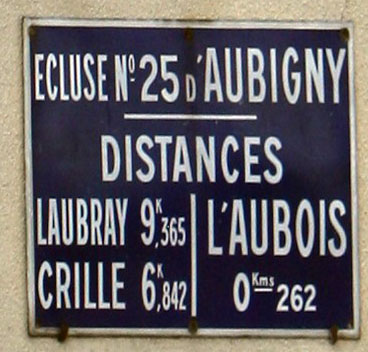 ECLUSE No 25 D'AUBIGNY
DISTANCES
LAUBRAY 9K,365
CRILLE 6K,842
L'AUBOIS
0Kms 262